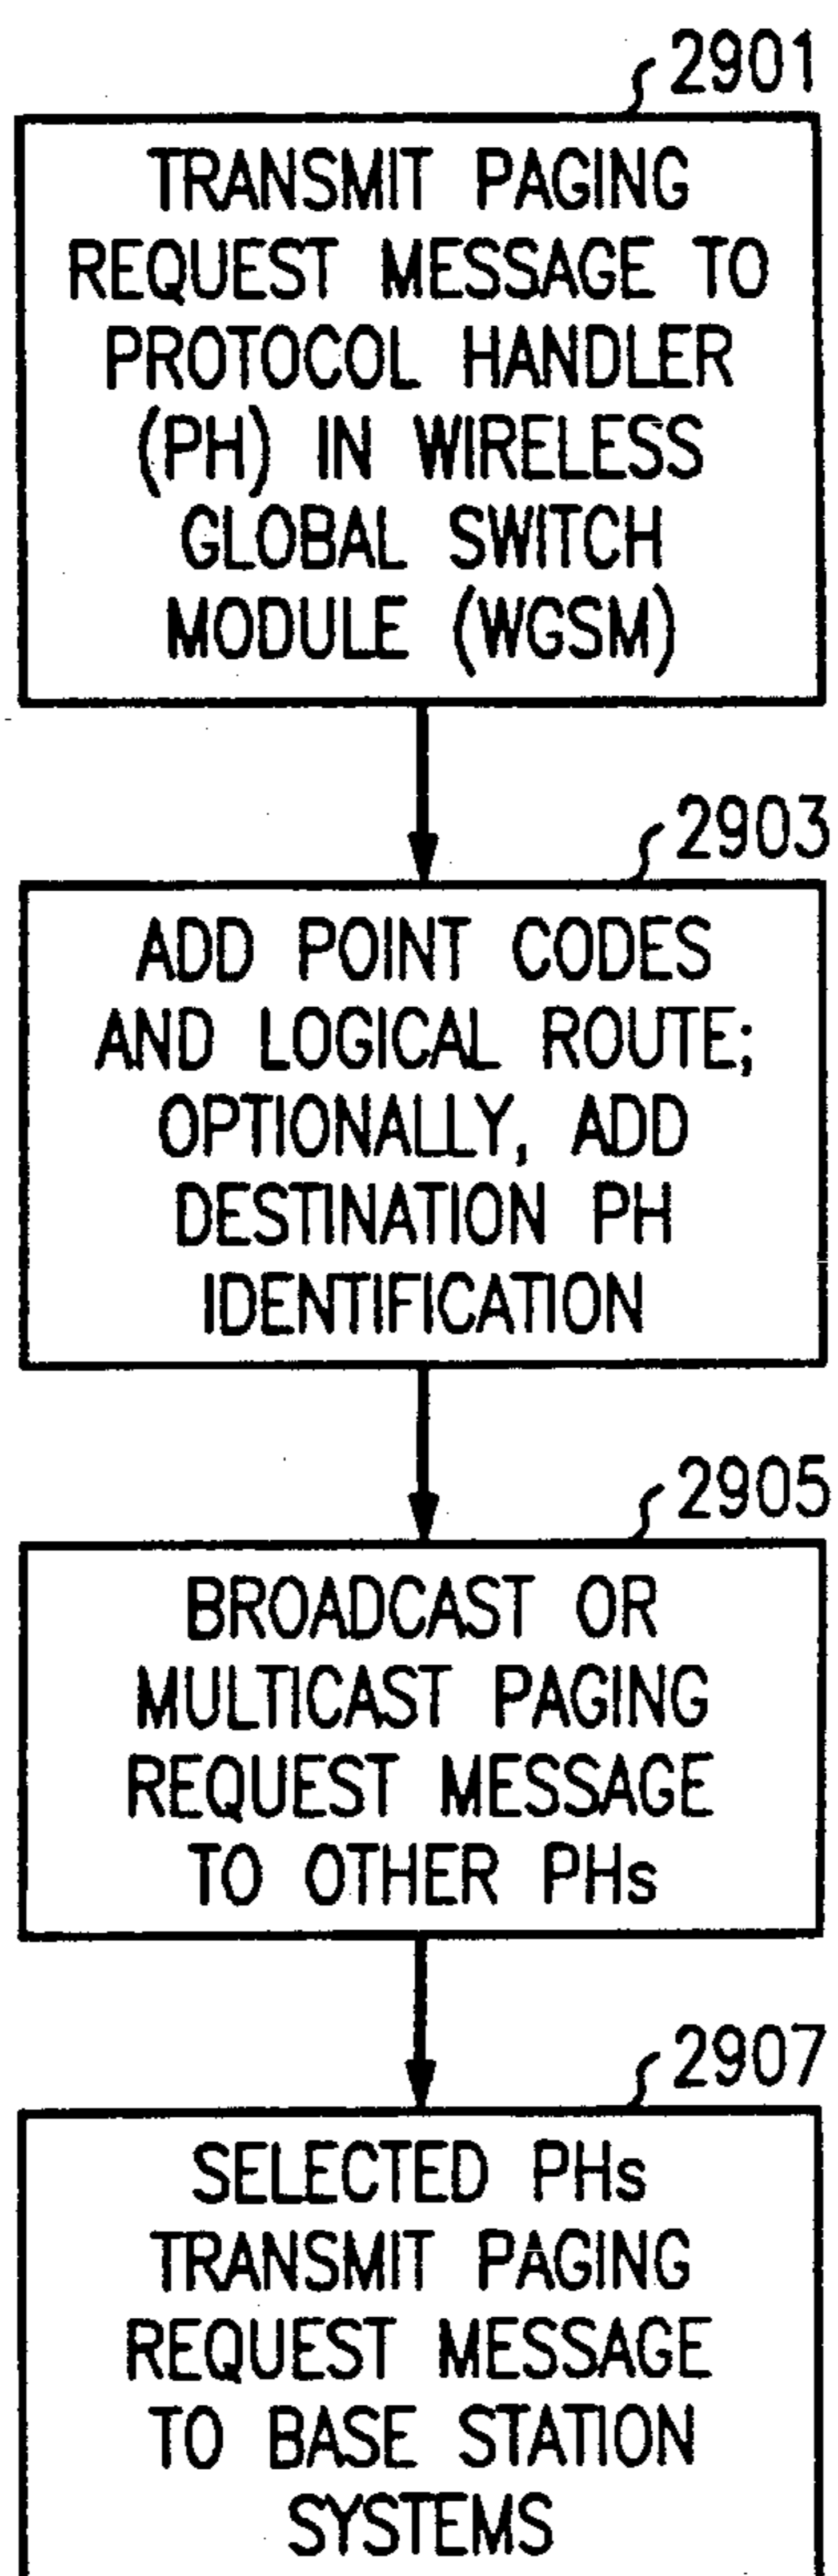 2901
TRANSMIT PAGING
REQUEST MESSAGE TO
PROTOCOL HANDLER
(PH) IN WIRELESS
GLOBAL SWITCH
MODULE (WGSM)
2903
ADD POINT CODES
AND LOGICAL ROUTE;
OPTIONALLY, ADD
DESTINATION PH
IDENTIFICATION
2905
BROADCAST OR
MULTICAST PAGING
REQUEST MESSAGE
TO OTHER PHs
2907
SELECTED PHs
TRANSMIT PAGING
REQUEST MESSAGE
TO BASE STATION
SYSTEMS